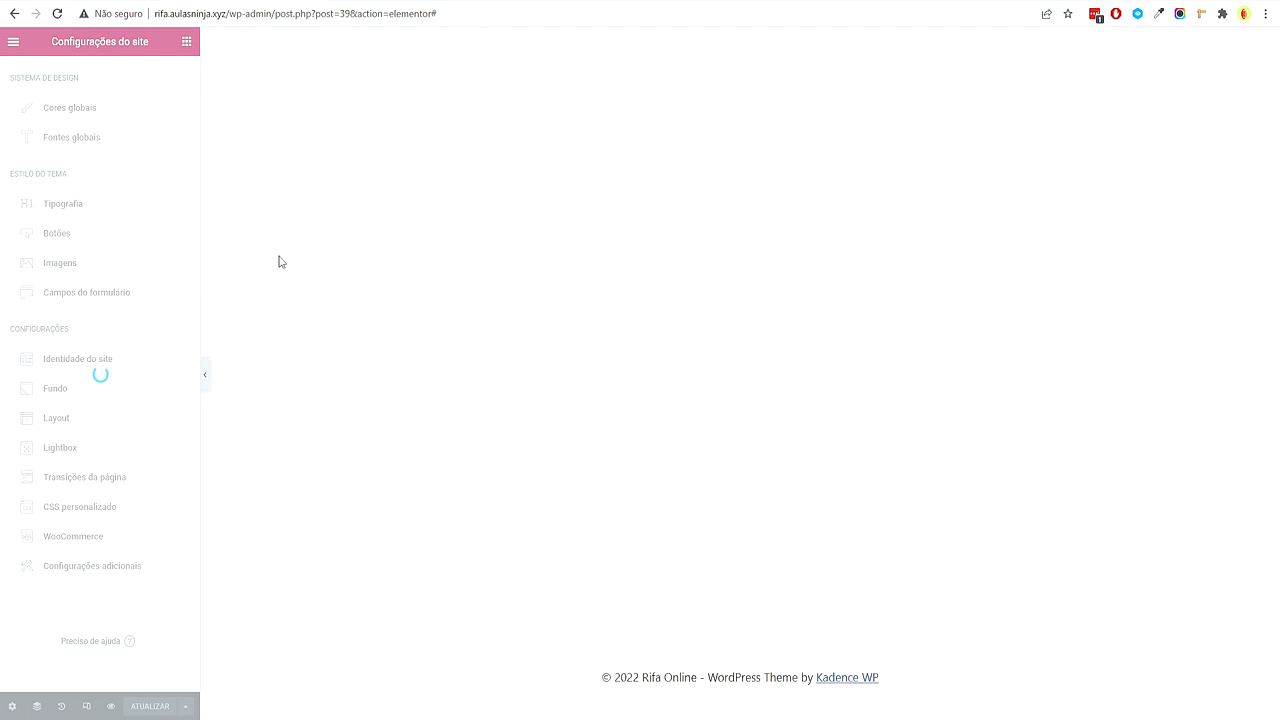 Não seguro
rifa.aulasninja.xyz/wp-admin/post.php?post=39&action=elementor#
1
Configurações do site
SISTEMA DE DESIGN
Cores globais
Fontes globais
ESTILO DO TEMA
H1 Tipografia
Botões
Imagens
Campos do formulário
CONFIGURAÇÕES
Identidade do site
Fundo
Layout
Lightbox
Transições da página
CSS personalizado
WooCommerce
Configurações adicionais
Preciso de ajuda ?
© 2022 Rifa Online - WordPress Theme by Kadence WP
ATUALIZAR